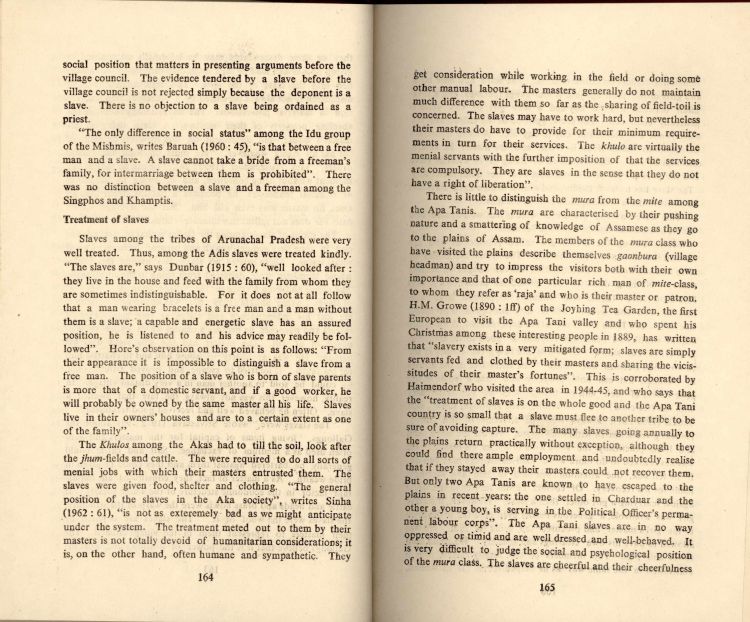 social position that matters in presenting arguments before the
village council. The evidence tendered by a slave before the
village council is not rejected simply because the deponent is a
slave. There is no objection to a slave being ordained as a
priest.
"The only difference in social status" among the Idu group
of the Mishmis, writes Baruah (1960 : 45), "is that between a free
man and a slave. A slave cannot take a bride from a freeman's
family, for intermarriage between them is prohibited". There
was no distinction between a slave and a freeman among the
Singphos and Khamptis.
Treatment of slaves
Slaves among the tribes of Arunachal Pradesh were very
well treated. Thus, among the Adis slaves were treated kindly.
"The slaves are," says Dunbar (1915 : 60), "well looked after :
they live in the house and feed with the family from whom they
are sometimes indistinguishable. For it does not at all follow
that a man wearing bracelets is a free man and a man without
them is a slave; a capable and energetic slave has an assured
position, he is listened to and his advice may readily be fol-
lowed". Hore's observation on this point is as follows: "From
their appearance it is impossible to distinguish a slave from a
free man. The position of a slave who is born of slave parents
is more that of a domestic servant, and if a good worker, he
will probably be owned by the same master all his life. Slaves
live in their owners' houses and are to a certain extent as one
of the family".
The Khulos among the Akas had to till the soil, look after
the jhum-fields and cattle. The were required to do all sorts of
menial jobs with which their masters entrusted them. The
slaves were given food, shelter and clothing. "The general
position of the slaves in the Aka society", writes Sinha
(1962 : 61), "is not as exteremely bad as we might anticipate
under the system. The treatment meted out to them by their
masters is not totally devoid of humanitarian considerations; it
is, on the other hand, often humane and sympathetic. They
164
get consideration while working in the field or doing some
other manual labour. The masters generally do not maintain
much difference with them so far as the sharing of field-toil is
concerned. The slaves may have to work hard, but nevertheless
their masters do have to provide for their minimum require-
ments in turn for their services. The khulo are virtually the
menial servants with the further imposition of that the services
are compulsory. They are slaves in the sense that they do not
have a right of liberation".
There is little to distinguish the mura from the mite among
the Apa Tanis. The mura are characterised by their pushing
nature and a smattering of knowledge of Assamese as they go
to the plains of Assam. The members of the mura class who
have visited the plains describe themselves gaonbura (village
headman) and try to impress the visitors both with their own
importance and that of one particular rich man of mite-class,
to whom they refer as 'raja' and who is their master or patron.
H.M. Growe (1890 : 1ff) of the Joyhing Tea Garden, the first
European to visit the Apa Tani valley and who spent his
Christmas among these interesting people in 1889, has written
that "slavery exists in a very mitigated form; slaves are simply
servants fed and clothed by their masters and sharing the vicis-
situdes of their master's fortunes". This is corroborated by
Haimendorf who visited the area in 1944-45, and who says that
the "treatment of slaves is on the whole good and the Apa Tani
country is so small that a slave must flee to another tribe to be
sure of avoiding capture. The many slaves going annually to
the plains return practically without exception, although they
could find there ample employment and undoubtedly realise
that if they stayed away their masters could not recover them.
But only two Apa Tanis are known to have escaped to the
plains in recent years: the one settled in Charduar and the
other a young boy, is serving in the Political Officer's perma-
nent labour corps". The Apa Tani slaves are in no way
oppressed or timid and are well dressed and well-behaved. It
is very difficult to judge the social and psychological position
of the mura class. The slaves are cheerful and their cheerfulness
165